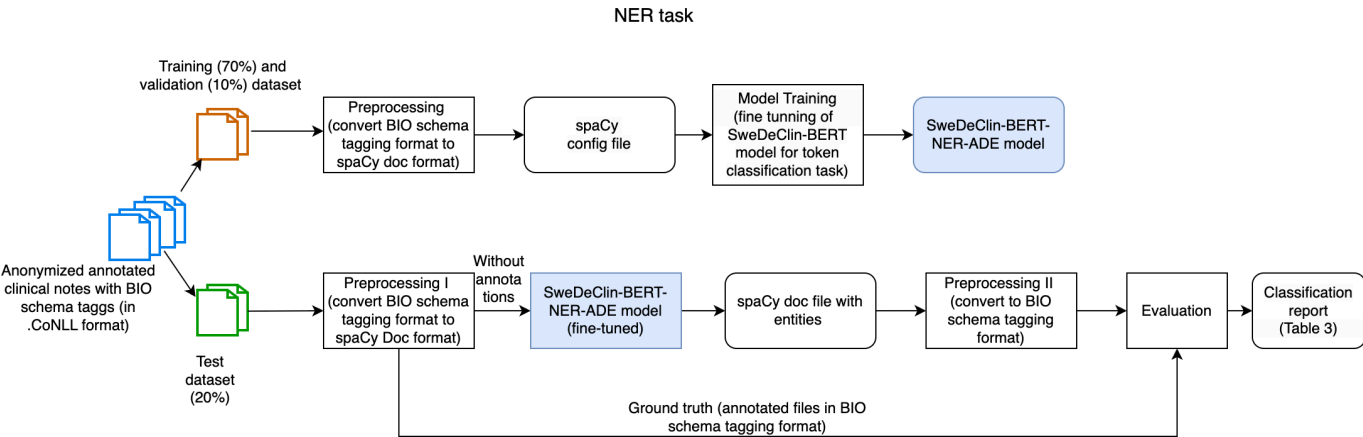 NER task
Training (70%) and
validation (10%) dataset
Preprocessing
(convert BIO schema
tagging format to
spaCy doc format)
spaCy
config file
Model Training
(fine tunning of
SweDeClin-BERT
model for token
classification task)
SweDeClin-BERT-
NER-ADE model
Anonymized annotated
clinical notes with BIO
schema taggs (in
.CoNLL format)
Test
dataset
(20%)
Preprocessing I
(convert BIO schema
tagging format to
spaCy Doc format)
Without
annota
tions
SweDeClin-BERT-
NER-ADE model
(fine-tuned)
spaCy doc file with
entities
Preprocessing II
(convert to BIO
schema tagging
format)
Evaluation
Classification
report
(Table 3)
Ground truth (annotated files in BIO
schema tagging format)